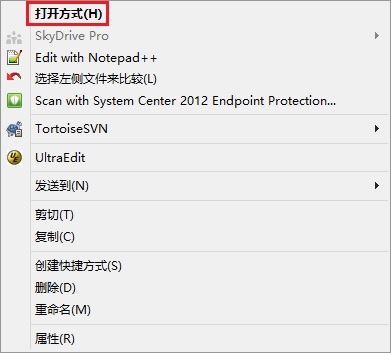 打开方式(H)
SkyDrive Pro
Edit with Notepad++
选择左侧文件来比较(L)
Scan with System Center 2012 Endpoint Protection...
TortoiseSVN
UltraEdit
发送到(N)
剪切(T)
复制(C)
创建快捷方式(S)
删除(D)
重命名(M)
属性(R)